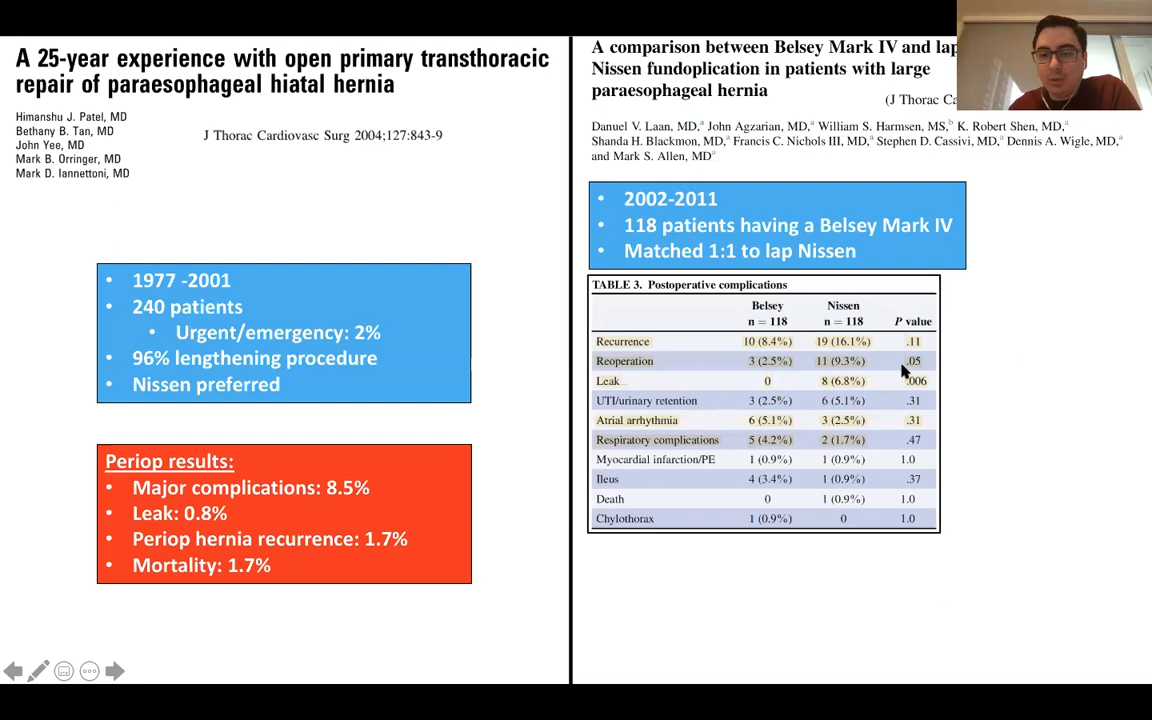 A 25-year experience with open primary transthoracic
repair of paraesophageal hiatal hernia
Himanshu J. Patel, MD
Bethany B. Tan, MD
John Yee, MD
Mark B. Orringer, MD
Mark D. Iannettoni, MD
J Thorac Cardiovasc Surg 2004;127:843-9
• 1977 -2001
• 240 patients
• Urgent/emergency: 2%
• 96% lengthening procedure
• Nissen preferred
Periop results:
• Major complications: 8.5%
• Leak: 0.8%
• Periop hernia recurrence: 1.7%
• Mortality: 1.7%
A comparison between Belsey Mark IV and lap
Nissen fundoplication in patients with large
paraesophageal hernia
(J Thorac Ca
Danuel V. Laan, MD,a John Agzarian, MD,a William S. Harmsen, MS,b K. Robert Shen, MD,a
Shanda H. Blackmon, MD,a Francis C. Nichols III, MD,a Stephen D. Cassivi, MD,a Dennis A. Wigle, MD,a
and Mark S. Allen, MDa
• 2002-2011
• 118 patients having a Belsey Mark IV
• Matched 1:1 to lap Nissen
TABLE 3. Postoperative complications
Belsey Nissen
n = 118 n = 118 P value
Recurrence 10 (8.4%) 19 (16.1%) .11
Reoperation 3 (2.5%) 11 (9.3%) .05
Leak 0 8 (6.8%) .006
UTI/urinary retention 3 (2.5%) 6 (5.1%) .31
Atrial arrhythmia 6 (5.1%) 3 (2.5%) .31
Respiratory complications 5 (4.2%) 2 (1.7%) .47
Myocardial infarction/PE 1 (0.9%) 1 (0.9%) 1.0
Ileus 4 (3.4%) 1 (0.9%) .37
Death 0 1 (0.9%) 1.0
Chylothorax 1 (0.9%) 0 1.0